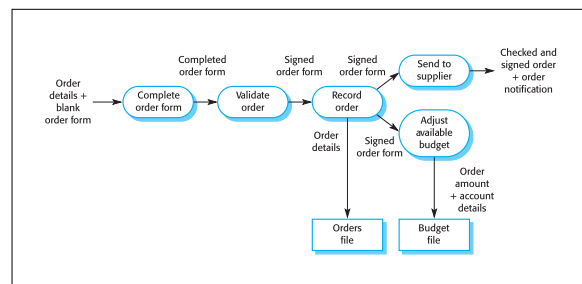 Order
details +
blank
order form
Complete
order form
Completed
order form
Validate
order
Signed
order form
Record
order
Signed
order form
Send to
supplier
Checked and
signed order
+ order
notification
Order
details
Signed
order form
Adjust
available
budget
Order
amount
+ account
details
Orders
file
Budget
file